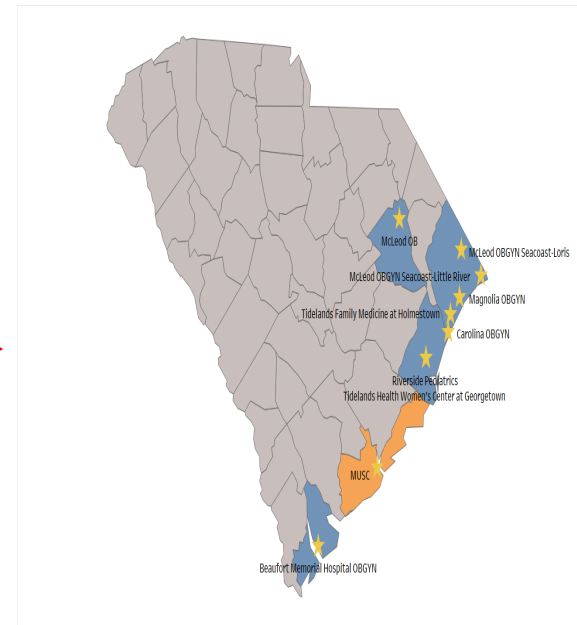 McLeod OB
McLeod OBGYN Seacoast-Loris
McLeod OBGYN Seacoast-Little River
Magnolia OBGYN
Tidelands Family Medicine at Holmestown
Carolina OBGYN
Riverside Pediatrics
Tidelands Health Women's Center at Georgetown
MUSC
Beaufort Memorial Hospital OBGYN